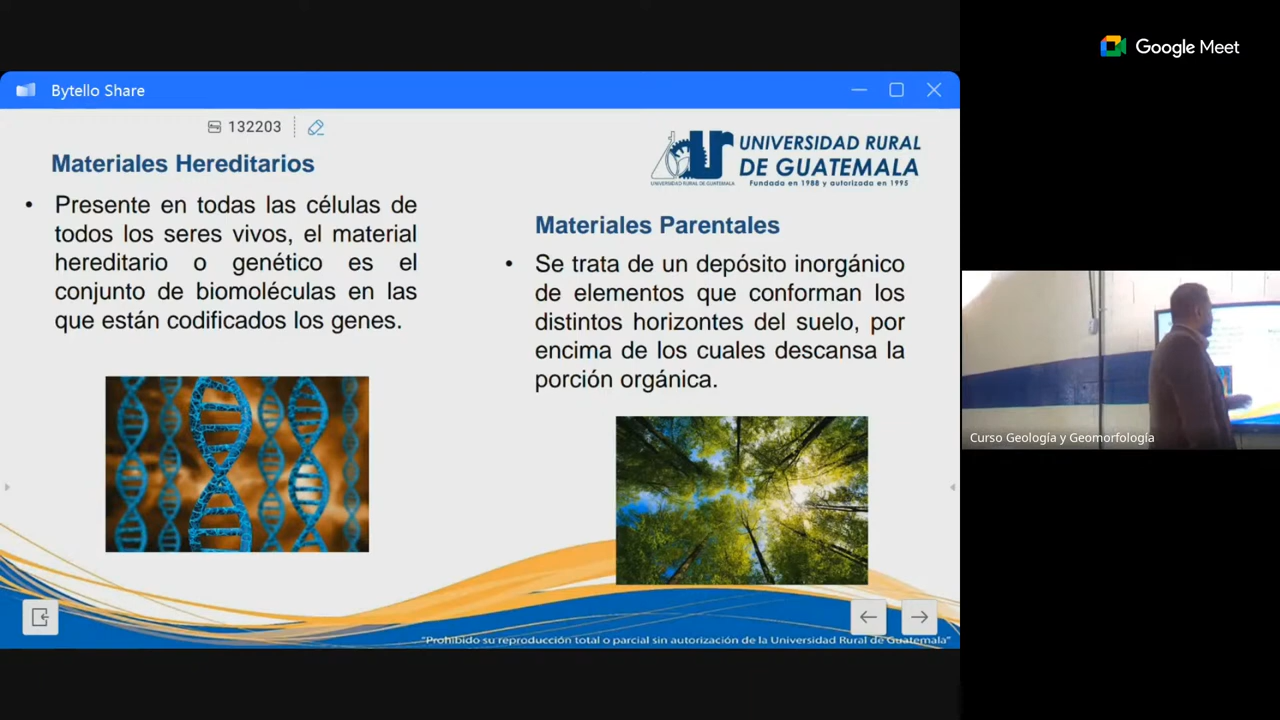 Google Meet
Bytello Share
132203
Materiales Hereditarios
Presente en todas las células de
todos los seres vivos, el material
hereditario o genético es el
conjunto de biomoléculas en las
que están codificados los genes.
UNIVERSIDAD RURAL
DE GUATEMALA
Fundada en 1988 y autorizada en 1995
UNIVERSIDAD RURAL DE GUATEMALA
Materiales Parentales
Se trata de un depósito inorgánico
de elementos que conforman los
distintos horizontes del suelo, por
encima de los cuales descansa la
porción orgánica.
"Prohibido su reproducción total o parcial sin autorización de la Universidad Rural de Guatemala"
Curso Geología y Geomorfología